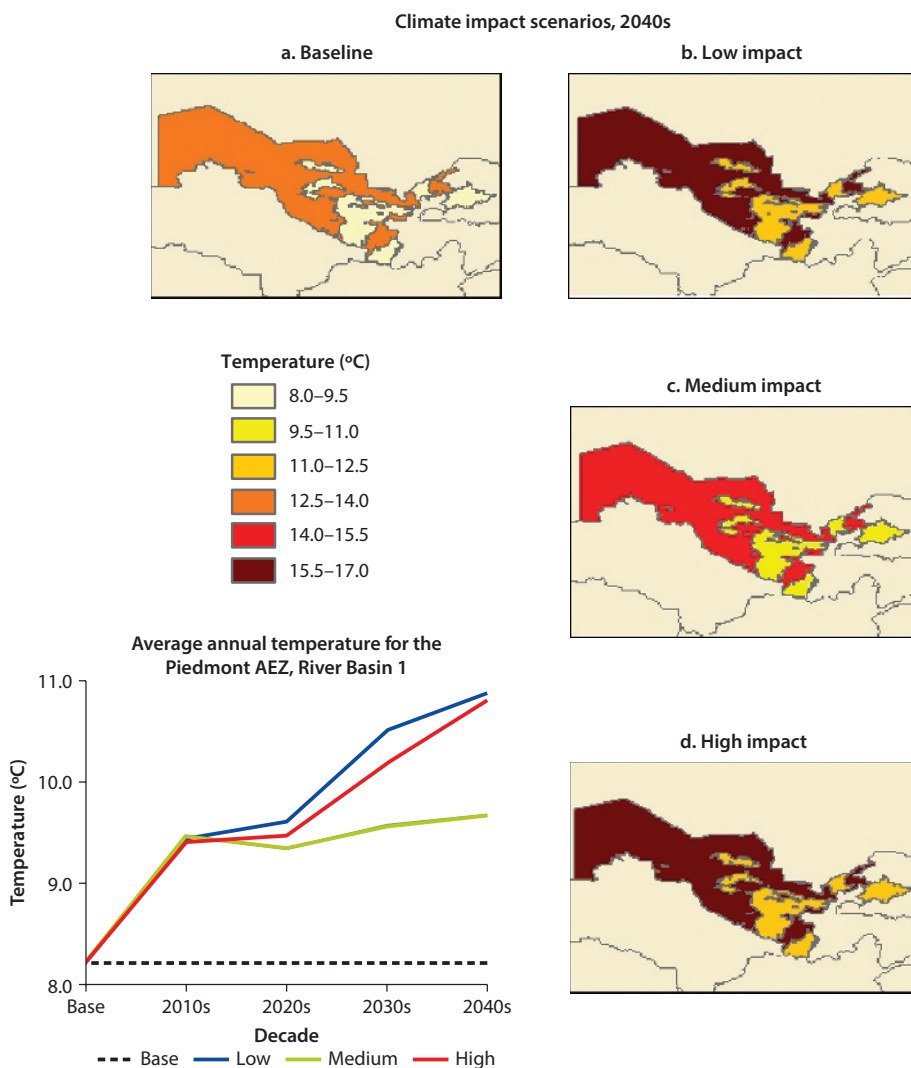 Climate impact scenarios, 2040s
a. Baseline
b. Low impact
Temperature (ºC)
8.0–9.5
9.5–11.0
11.0–12.5
12.5–14.0
14.0–15.5
15.5–17.0
c. Medium impact
Average annual temperature for the
Piedmont AEZ, River Basin 1
11.0
10.0
9.0
8.0
Temperature (ºC)
Base
2010s
2020s
2030s
2040s
Decade
Base
Low
Medium
High
d. High impact